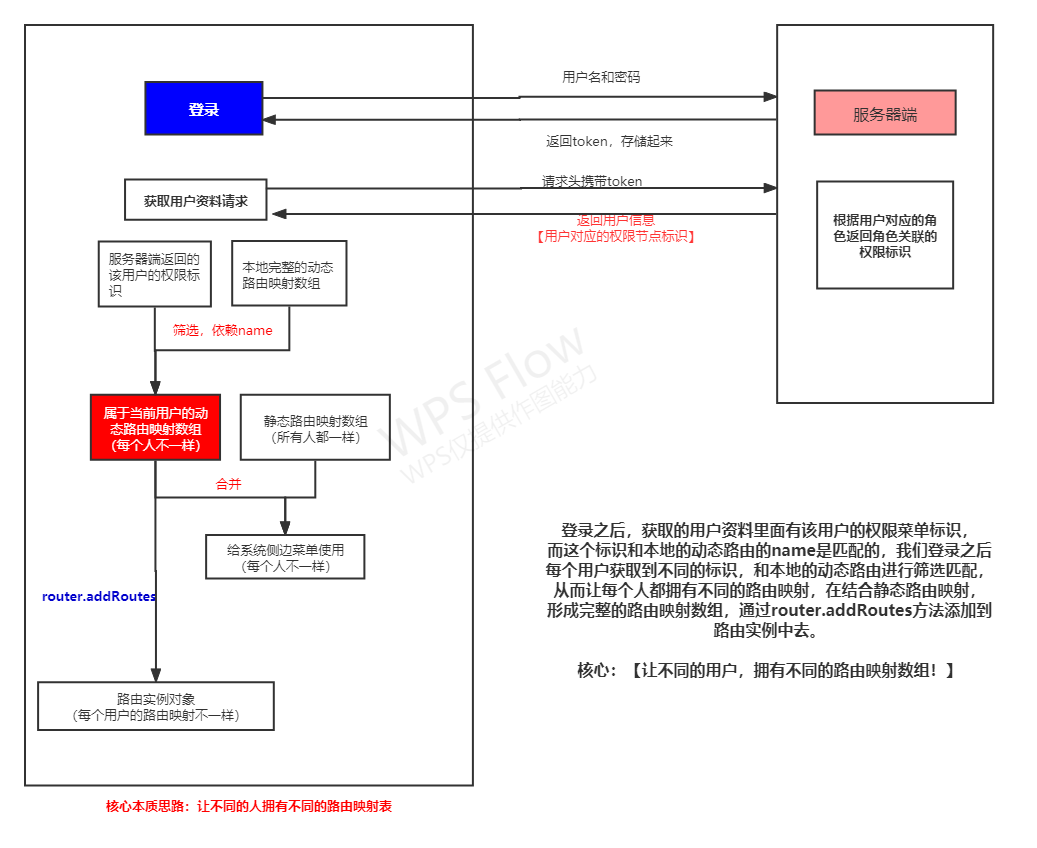 用户名和密码
登录
服务器端
返回token，存储起来
请求头携带token
获取用户资料请求
返回用户信息
【用户对应的权限节点标识】
根据用户对应的角
色返回角色关联的
权限标识
服务器端返回的
该用户的权限标
识
本地完整的动态
路由映射数组
筛选，依赖name
属于当前用户的动
态路由映射数组
（每个人不一样）
静态路由映射数组
（所有人都一样）
WPS Flow
WPS仅提供作图能力
合并
给系统侧边菜单使用
（每个人不一样）
router.addRoutes
登录之后，获取的用户资料里面有该用户的权限菜单标识，
而这个标识和本地的动态路由的name是匹配的，我们登录之后
每个用户获取到不同的标识，和本地的动态路由进行筛选匹配，
从而让每个人都拥有不同的路由映射，在结合静态路由映射，
形成完整的路由映射数组，通过router.addRoutes方法添加到
路由实例中去。
核心：【让不同的用户，拥有不同的路由映射数组！】
路由实例对象
（每个用户的路由映射不一样）
核心本质思路：让不同的人拥有不同的路由映射表